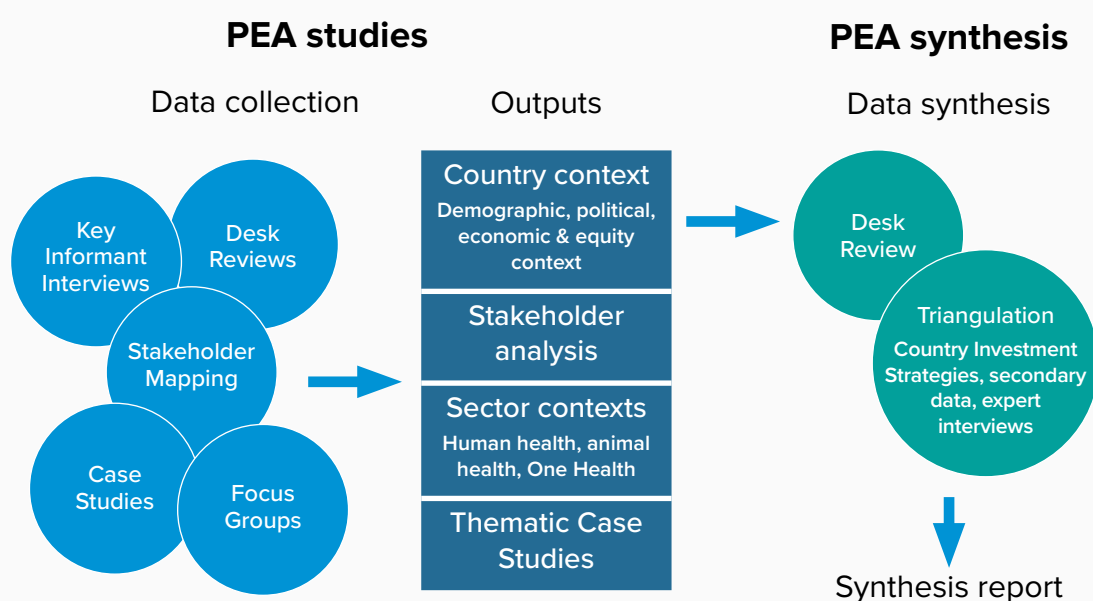 PEA studies
PEA synthesis
Data collection
Outputs
Data synthesis
Key
Informant
Interviews
Desk
Reviews
Stakeholder
Mapping
Case
Studies
Focus
Groups
Country context
Demographic, political,
economic & equity
context
Stakeholder
analysis
Sector contexts
Human health, animal
health, One Health
Thematic Case
Studies
Desk
Review
Triangulation
Country Investment
Strategies, secondary
data, expert
interviews
Synthesis report